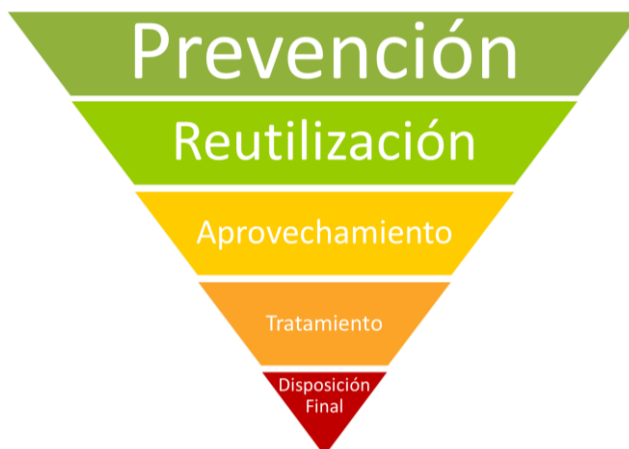 Prevención
Reutilización
Aprovechamiento
Tratamiento
Disposición
Final